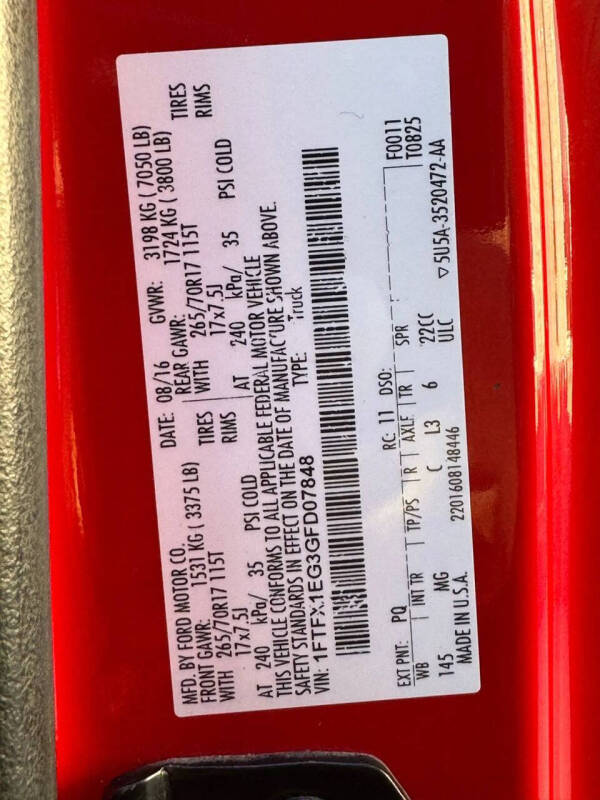 MFD. BY FORD MOTOR CO. DATE: 08/16 GVWR: 3198 KG ( 7050 LB)
FRONT GAWR: 1531 KG ( 3375 LB) REAR GAWR: 1724 KG ( 3800 LB)
WITH 265/70R17 115T TIRES WITH 265/70R17 115T TIRES
17x7.5J RIMS 17x7.5J RIMS
AT 240 kPa/ 35 PSI COLD AT 240 kPa/ 35 PSI COLD
THIS VEHICLE CONFORMS TO ALL APPLICABLE FEDERAL MOTOR VEHICLE
SAFETY STANDARDS IN EFFECT ON THE DATE OF MANUFACTURE SHOWN ABOVE.
VIN: 1FTFX1EG3GFD07848 TYPE: Truck
F0011
T0825
EXT PNT: PQ RC: 11 DSO:
WB INT TR TP/PS R AXLE TR SPR
145 MG C L3 6 22CC
ULC
MADE IN U.S.A. 2201608148446 ▽5U5A-3520472-AA